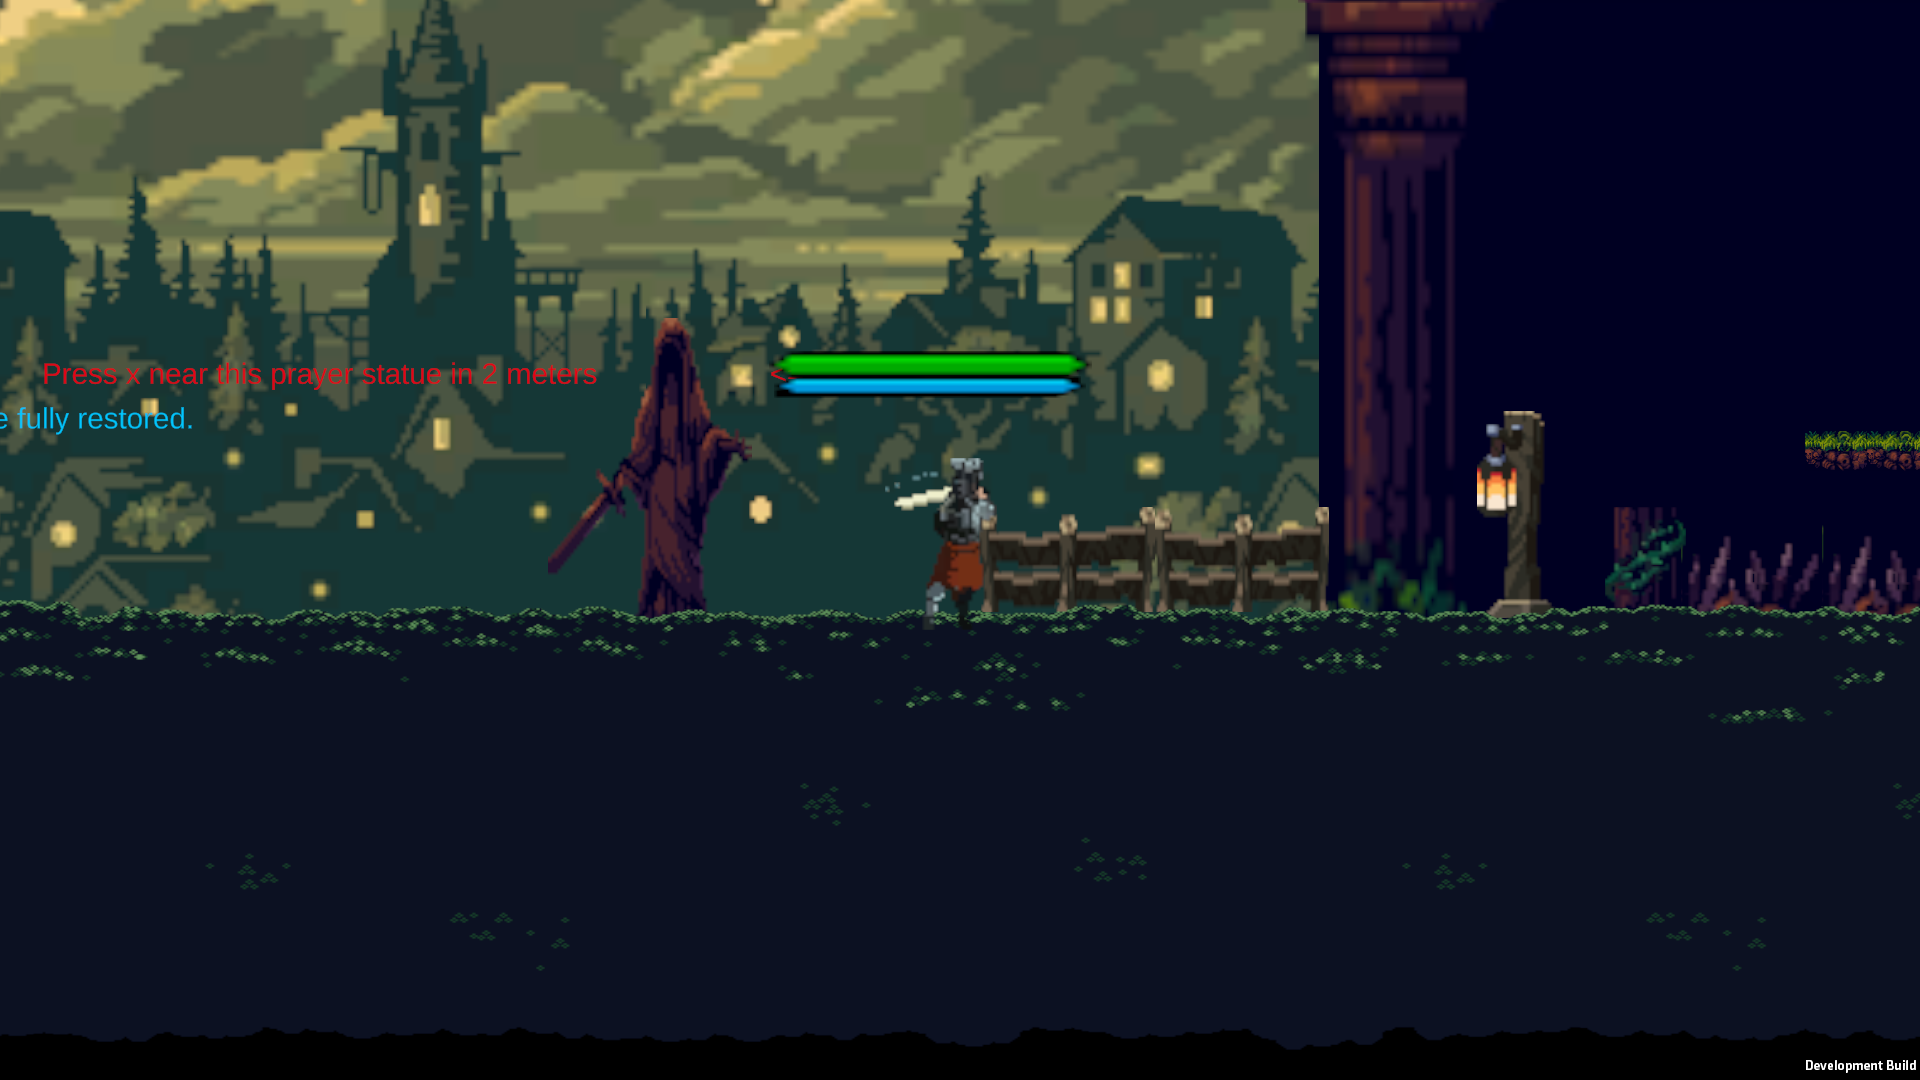 Press x near this prayer statue in 2 meters <
e fully restored.
Development Build